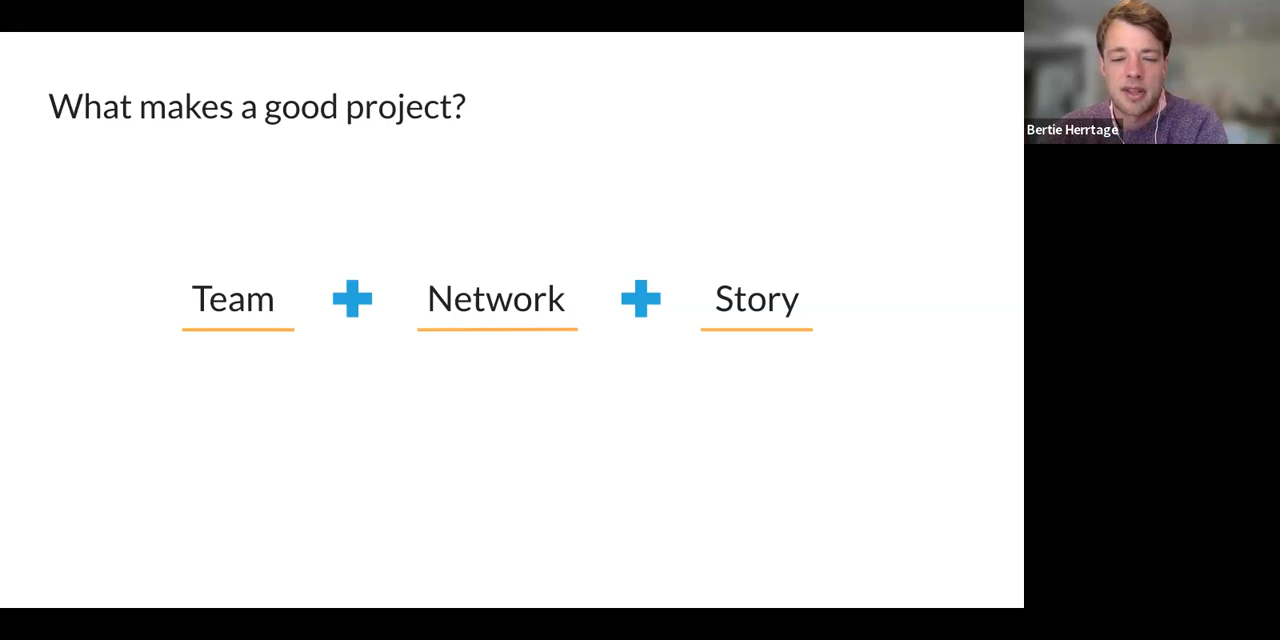 What makes a good project?
Team + Network + Story
Bertie Herrtage